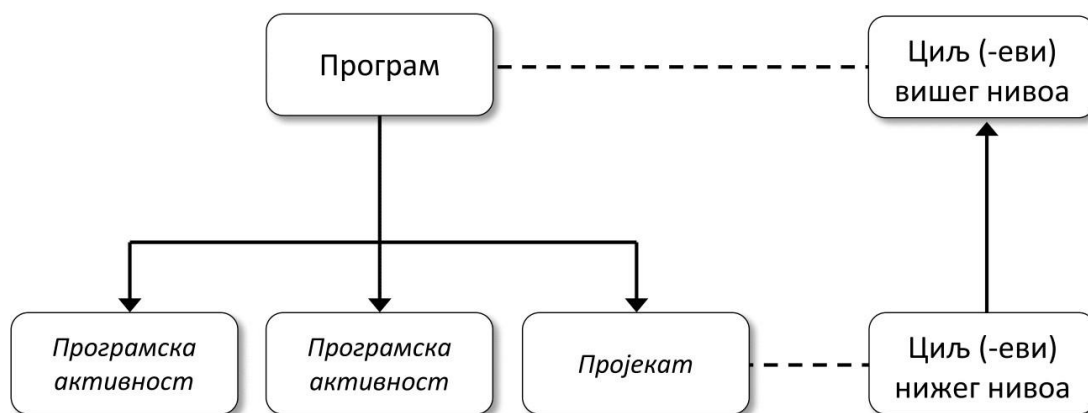 Програм
Циљ (-еви)
вишег нивоа
Програмска
активност
Програмска
активност
Пројекат
Циљ (-еви)
нижег нивоа